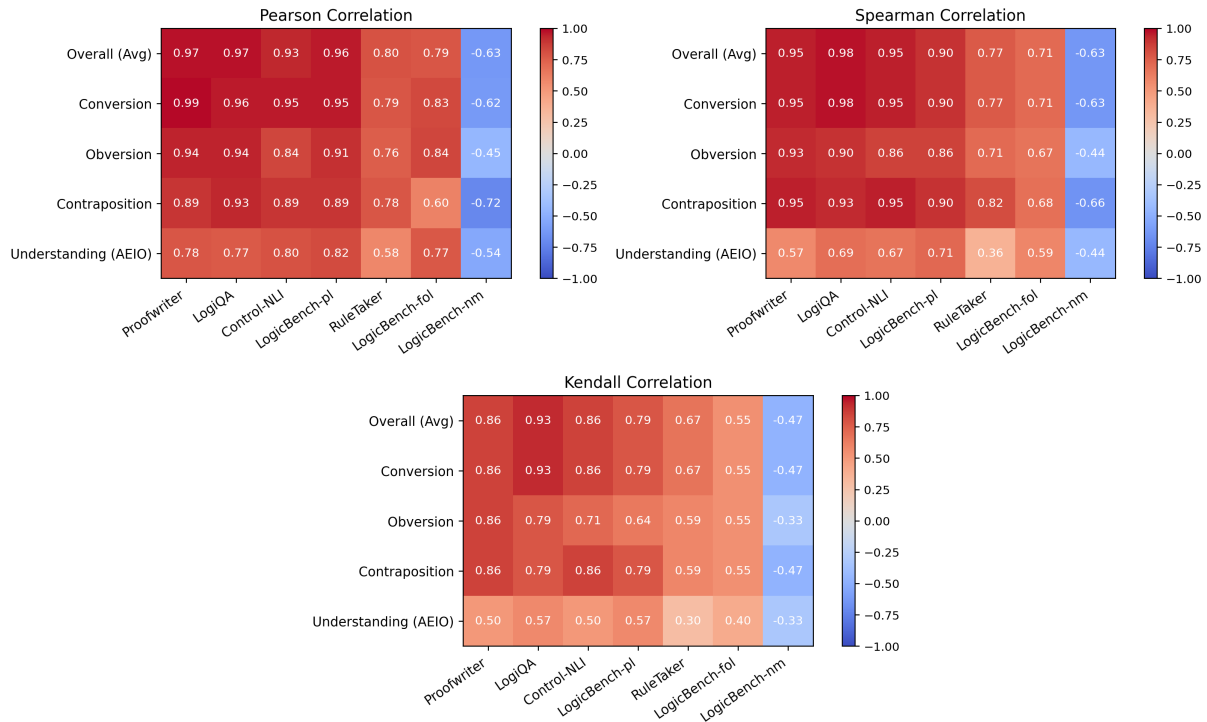 Pearson Correlation
Overall (Avg) 0.97 0.97 0.93 0.96 0.80 0.79 -0.63
Conversion 0.99 0.96 0.95 0.95 0.79 0.83 -0.62
Obversion 0.94 0.94 0.84 0.91 0.76 0.84 -0.45
Contraposition 0.89 0.93 0.89 0.89 0.78 0.60 -0.72
Understanding (AEIO) 0.78 0.77 0.80 0.82 0.58 0.77 -0.54
Proofwriter LogiQA Control-NLI LogicBench-pl RuleTaker LogicBench-fol LogicBench-nm
1.00
0.75
0.50
0.25
0.00
−0.25
−0.50
−0.75
−1.00
Spearman Correlation
Overall (Avg) 0.95 0.98 0.95 0.90 0.77 0.71 -0.63
Conversion 0.95 0.98 0.95 0.90 0.77 0.71 -0.63
Obversion 0.93 0.90 0.86 0.86 0.71 0.67 -0.44
Contraposition 0.95 0.93 0.95 0.90 0.82 0.68 -0.66
Understanding (AEIO) 0.57 0.69 0.67 0.71 0.36 0.59 -0.44
Proofwriter LogiQA Control-NLI LogicBench-pl RuleTaker LogicBench-fol LogicBench-nm
1.00
0.75
0.50
0.25
0.00
−0.25
−0.50
−0.75
−1.00
Kendall Correlation
Overall (Avg) 0.86 0.93 0.86 0.79 0.67 0.55 -0.47
Conversion 0.86 0.93 0.86 0.79 0.67 0.55 -0.47
Obversion 0.86 0.79 0.71 0.64 0.59 0.55 -0.33
Contraposition 0.86 0.79 0.86 0.79 0.59 0.55 -0.47
Understanding (AEIO) 0.50 0.57 0.50 0.57 0.30 0.40 -0.33
Proofwriter LogiQA Control-NLI LogicBench-pl RuleTaker LogicBench-fol LogicBench-nm
1.00
0.75
0.50
0.25
0.00
−0.25
−0.50
−0.75
−1.00